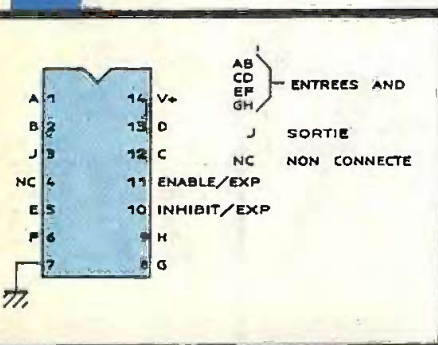 A 1 14 V+
B 2 13 D
J 3 12 C
NC 4 11 ENABLE/EXP
E 5 10 INHIBIT/EXP
F 6 9 H
7 8 G
AB
CD
EF
GH
ENTREES AND
J SORTIE
NC NON CONNECTE